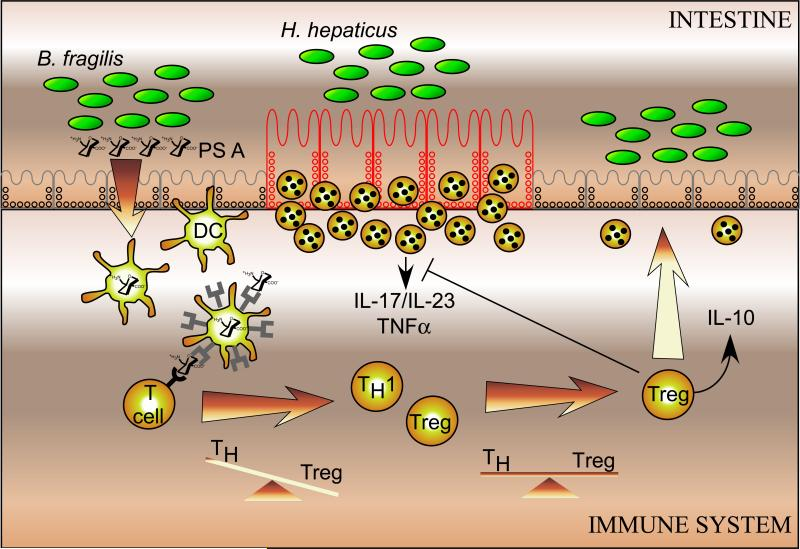 INTESTINE
H. hepaticus
B. fragilis
PS A
DC
IL-17/IL-23
TNFα
IL-10
T
cell
TH1
Treg
Treg
TH
Treg
TH
Treg
IMMUNE SYSTEM